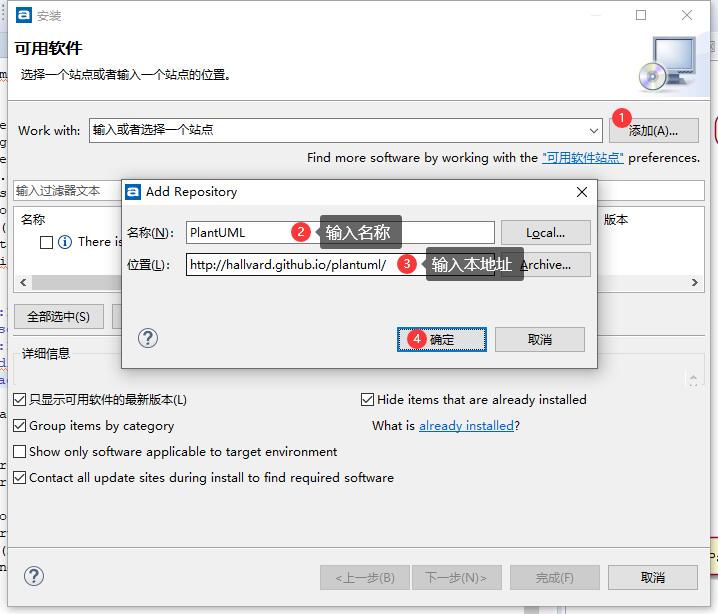 安装
可用软件
选择一个站点或者输入一个站点的位置。
Work with:
输入或者选择一个站点
1
添加(A)...
Find more software by working with the "可用软件站点" preferences.
输入过滤器文本
名称
版本
There is
Add Repository
名称(N):
PlantUML
2
输入名称
Local...
位置(L):
http://hallvard.github.io/plantuml/
3
输入本地址
Archive...
4
确定
取消
全部选中(S)
详细信息
只显示可用软件的最新版本(L)
Hide items that are already installed
Group items by category
What is already installed?
Show only software applicable to target environment
Contact all update sites during install to find required software
<上一步(B)
下一步(N)>
完成(F)
取消